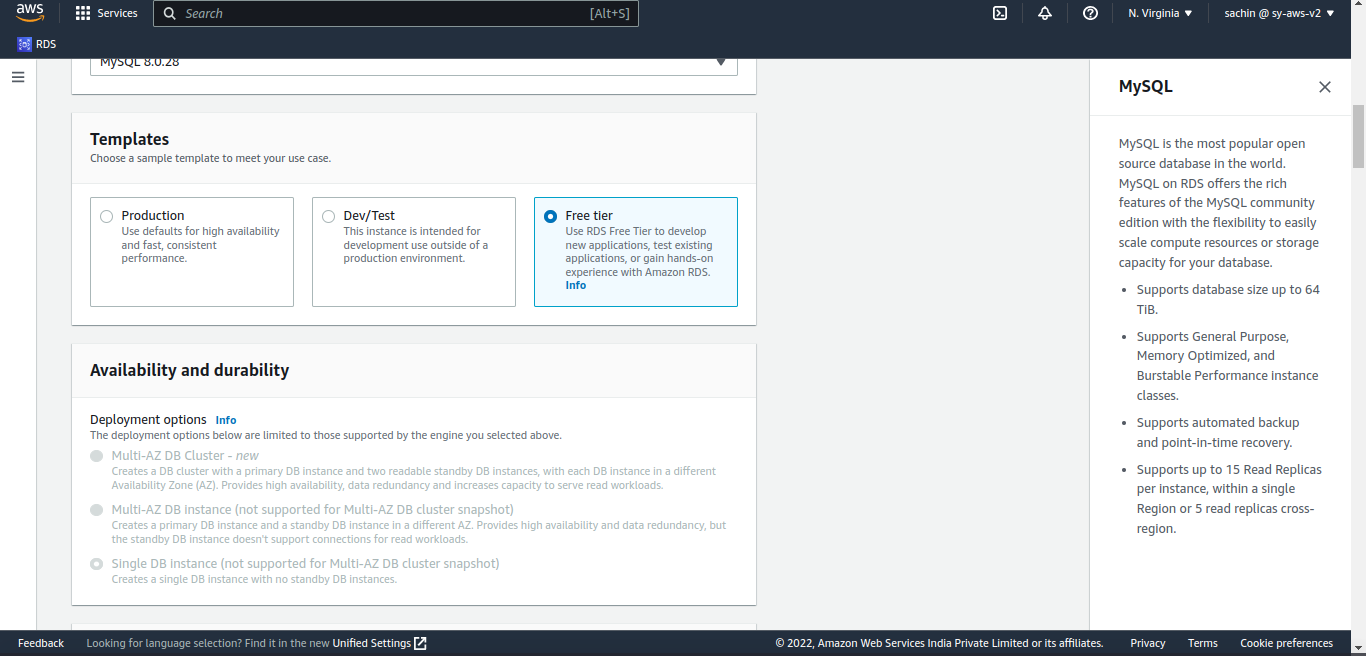 aws
Services
Search
[Alt+S]
N. Virginia
sachin @ sy-aws-v2
RDS
MySQL 8.0.28
Templates
Choose a sample template to meet your use case.
Production
Use defaults for high availability
and fast, consistent
performance.
Dev/Test
This instance is intended for
development use outside of a
production environment.
Free tier
Use RDS Free Tier to develop
new applications, test existing
applications, or gain hands-on
experience with Amazon RDS.
Info
Availability and durability
Deployment options Info
The deployment options below are limited to those supported by the engine you selected above.
Multi-AZ DB Cluster - new
Creates a DB cluster with a primary DB instance and two readable standby DB instances, with each DB instance in a different
Availability Zone (AZ). Provides high availability, data redundancy and increases capacity to serve read workloads.
Multi-AZ DB instance (not supported for Multi-AZ DB cluster snapshot)
Creates a primary DB instance and a standby DB instance in a different AZ. Provides high availability and data redundancy, but
the standby DB instance doesn't support connections for read workloads.
Single DB instance (not supported for Multi-AZ DB cluster snapshot)
Creates a single DB instance with no standby DB instances.
MySQL
MySQL is the most popular open
source database in the world.
MySQL on RDS offers the rich
features of the MySQL community
edition with the flexibility to easily
scale compute resources or storage
capacity for your database.
• Supports database size up to 64
TiB.
• Supports General Purpose,
Memory Optimized, and
Burstable Performance instance
classes.
• Supports automated backup
and point-in-time recovery.
• Supports up to 15 Read Replicas
per instance, within a single
Region or 5 read replicas cross-
region.
Feedback
Looking for language selection? Find it in the new Unified Settings
© 2022, Amazon Web Services India Private Limited or its affiliates.
Privacy
Terms
Cookie preferences